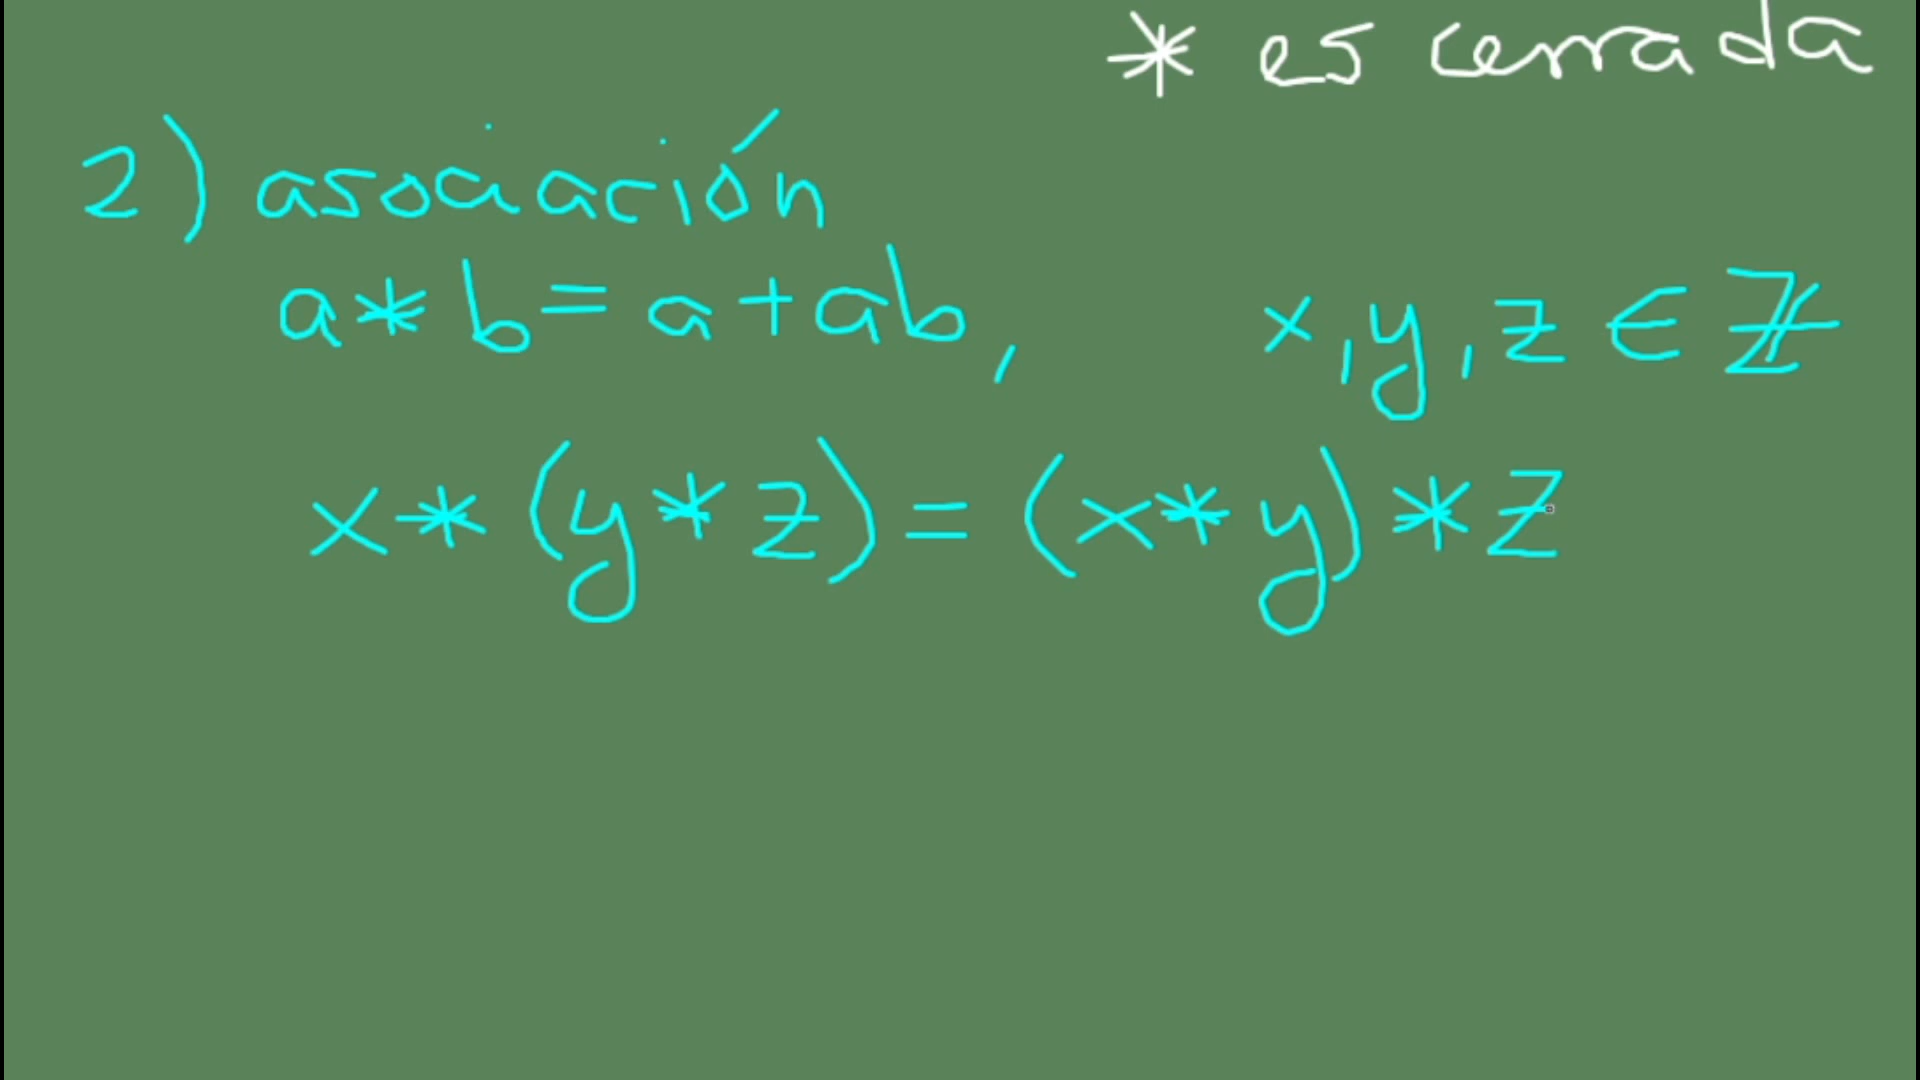 * es cerrada
2) asociación
a * b = a + ab, x, y, z ∈ ℤ
x * (y * z) = (x * y) * z